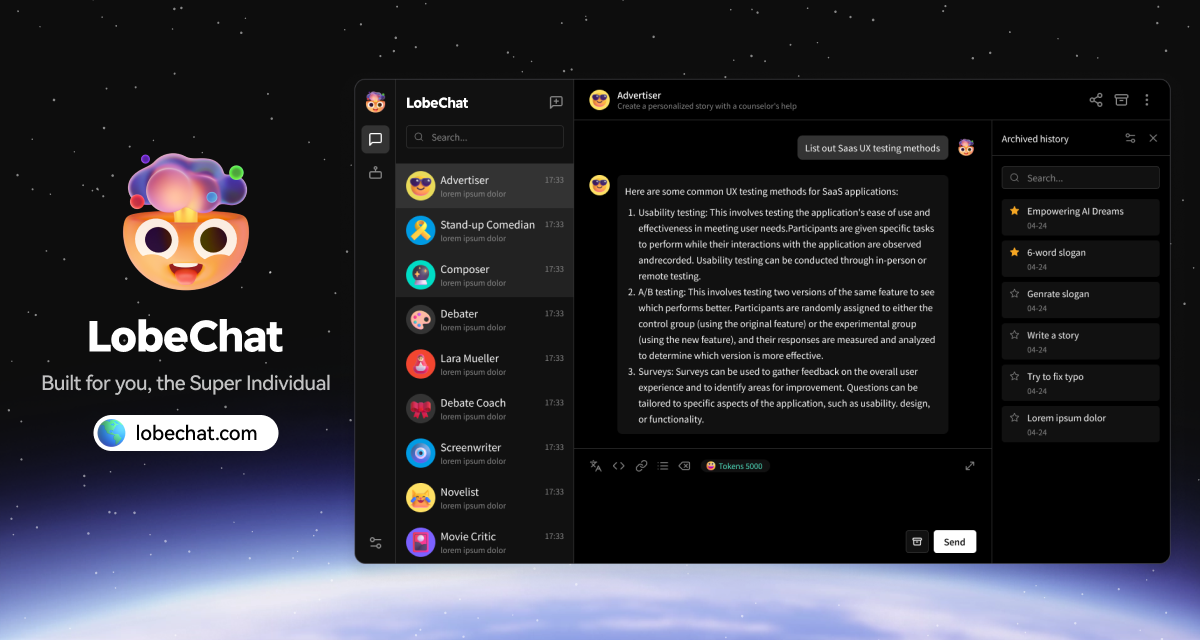 LobeChat
Built for you, the Super Individual
lobechat.com
LobeChat
Search...
Advertiser 17:33
lorem ipsum dolor
Stand-up Comedian 17:33
lorem ipsum dolor
Composer 17:33
lorem ipsum dolor
Debater 17:33
lorem ipsum dolor
Lara Mueller 17:33
lorem ipsum dolor
Debate Coach 17:33
lorem ipsum dolor
Screenwriter 17:33
lorem ipsum dolor
Novelist 17:33
lorem ipsum dolor
Movie Critic 17:33
lorem ipsum dolor
Advertiser
Create a personalized story with a counselor's help
List out Saas UX testing methods
Here are some common UX testing methods for SaaS applications:
1. Usability testing: This involves testing the application's ease of use and
effectiveness in meeting user needs.Participants are given specific tasks
to perform while their interactions with the application are observed
andrecorded. Usability testing can be conducted through in-person or
remote testing.
2. A/B testing: This involves testing two versions of the same feature to see
which performs better. Participants are randomly assigned to either the
control group (using the original feature) or the experimental group
(using the new feature), and their responses are measured and analyzed
to determine which version is more effective.
3. Surveys: Surveys can be used to gather feedback on the overall user
experience and to identify areas for improvement. Questions can be
tailored to specific aspects of the application, such as usability. design,
or functionality.
Tokens 5000
Send
Archived history
Search...
Empowering AI Dreams
04-24
6-word slogan
04-24
Genrate slogan
04-24
Write a story
04-24
Try to fix typo
04-24
Lorem ipsum dolor
04-24